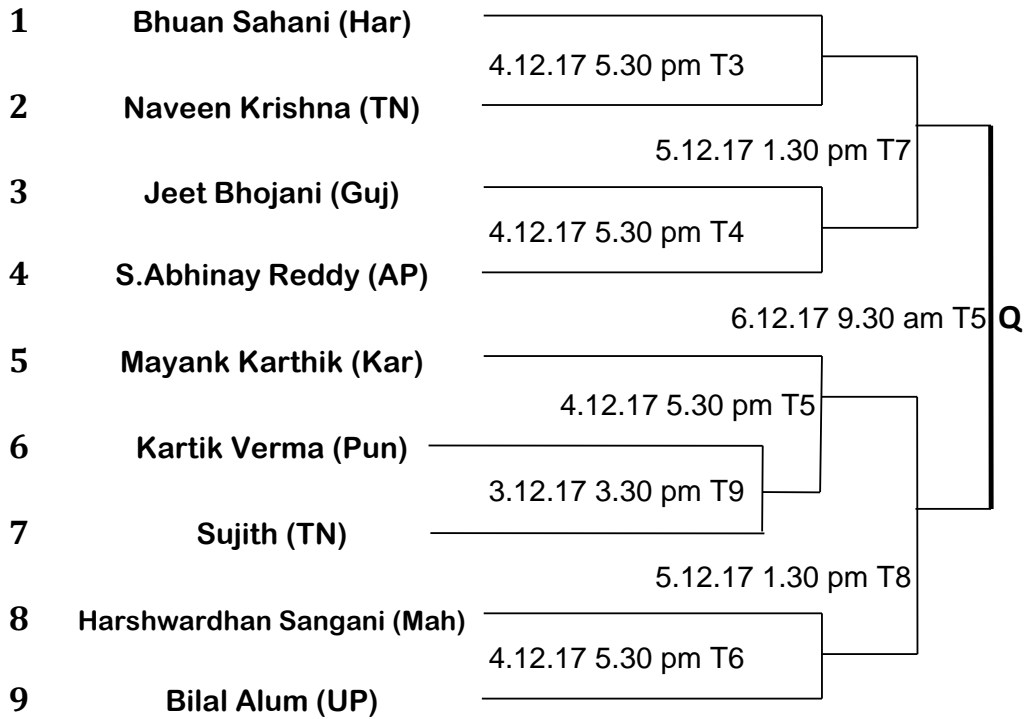 1 Bhuan Sahani (Har)
4.12.17 5.30 pm T3
2 Naveen Krishna (TN)
5.12.17 1.30 pm T7
3 Jeet Bhojani (Guj)
4.12.17 5.30 pm T4
4 S.Abhinay Reddy (AP)
6.12.17 9.30 am T5 Q
5 Mayank Karthik (Kar)
4.12.17 5.30 pm T5
6 Kartik Verma (Pun)
3.12.17 3.30 pm T9
7 Sujith (TN)
5.12.17 1.30 pm T8
8 Harshwardhan Sangani (Mah)
4.12.17 5.30 pm T6
9 Bilal Alum (UP)